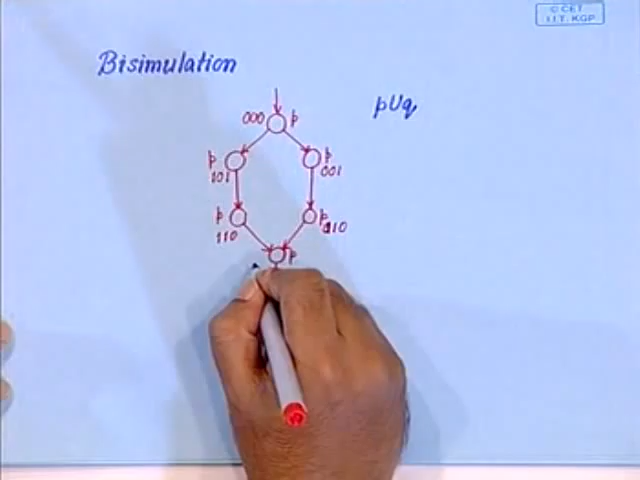 © CET
I.I.T. KGP
Bisimulation
pUq
000 p
p p
101 001
p p
110 010
p